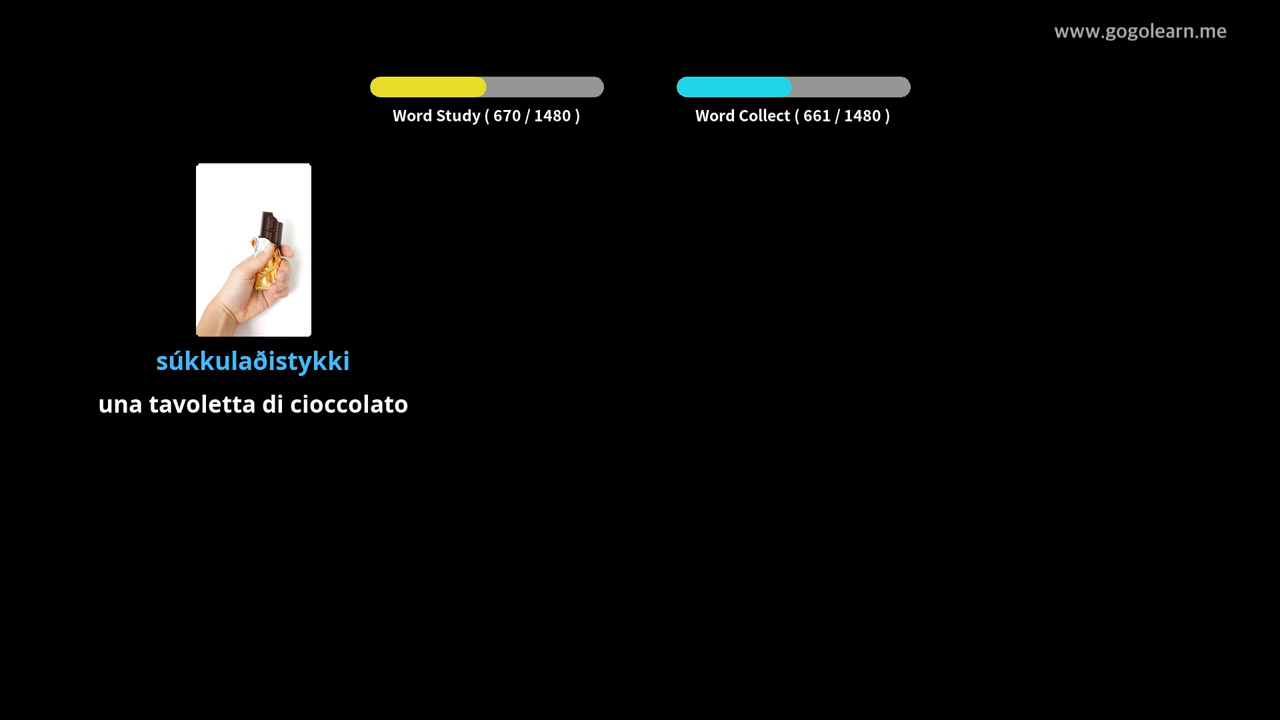 www.gogolearn.me
Word Study ( 670 / 1480 )
Word Collect ( 661 / 1480 )
súkkulaðistykki
una tavoletta di cioccolato